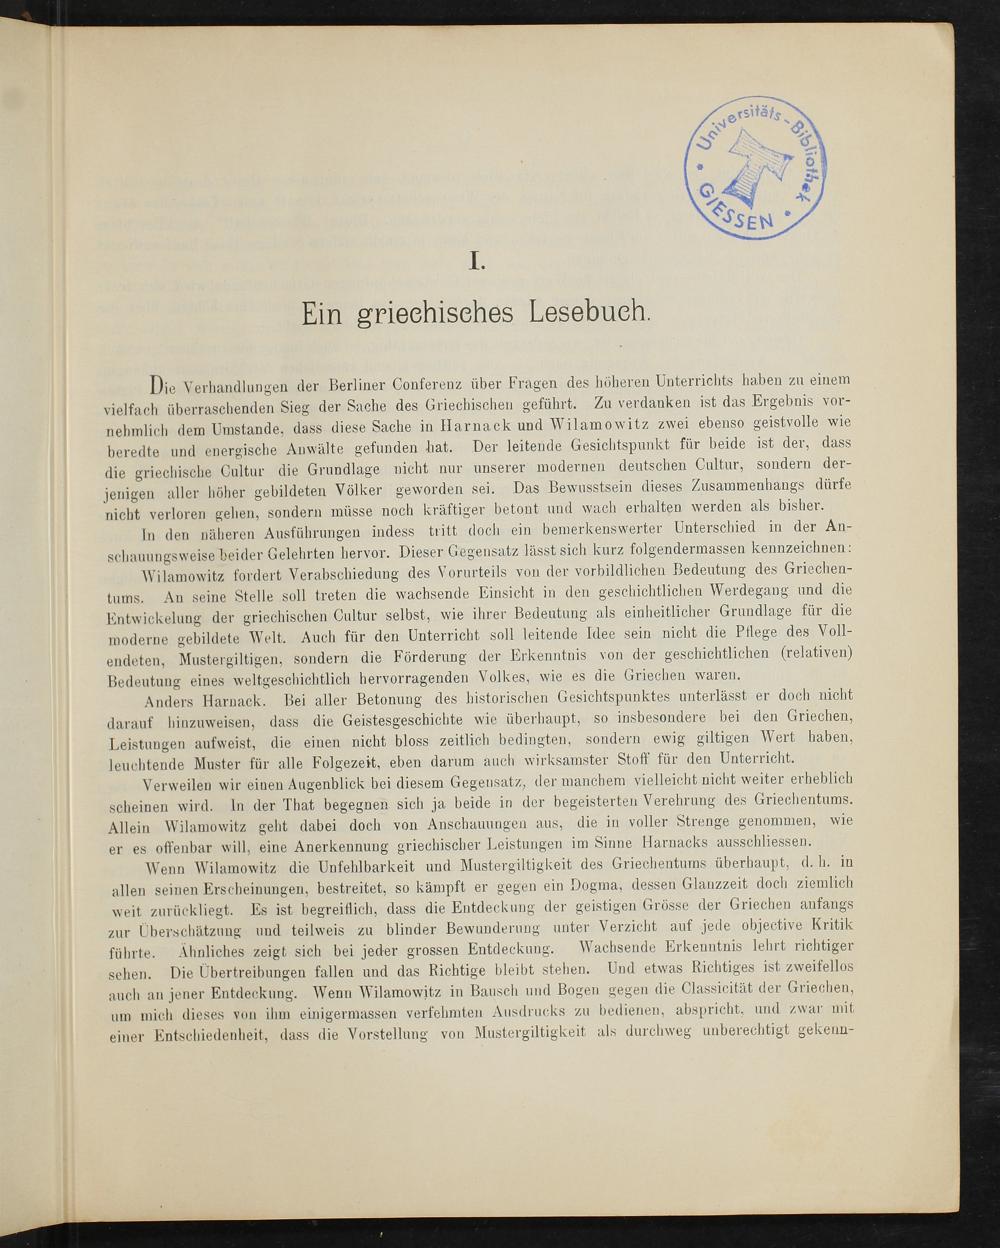 Universitäts-Bibliothek
GIESSEN
I.
Ein griechisches Lesebuch.
Die Verhandlungen der Berliner Conferenz über Fragen des höheren Unterrichts haben zu einem
vielfach überraschenden Sieg der Sache des Griechischen geführt. Zu verdanken ist das Ergebnis vor-
nehmlich dem Umstande, dass diese Sache in Harnack und Wilamowitz zwei ebenso geistvolle wie
beredte und energische Anwälte gefunden hat. Der leitende Gesichtspunkt für beide ist der, dass
die griechische Cultur die Grundlage nicht nur unserer modernen deutschen Cultur, sondern der-
jenigen aller höher gebildeten Völker geworden sei. Das Bewusstsein dieses Zusammenhangs dürfe
nicht verloren gehen, sondern müsse noch kräftiger betont und wach erhalten werden als bisher.
In den näheren Ausführungen indess tritt doch ein bemerkenswerter Unterschied in der An-
schauungsweise beider Gelehrten hervor. Dieser Gegensatz lässt sich kurz folgendermassen kennzeichnen:
Wilamowitz fordert Verabschiedung des Vorurteils von der vorbildlichen Bedeutung des Griechen-
tums. An seine Stelle soll treten die wachsende Einsicht in den geschichtlichen Werdegang und die
Entwickelung der griechischen Cultur selbst, wie ihrer Bedeutung als einheitlicher Grundlage für die
moderne gebildete Welt. Auch für den Unterricht soll leitende Idee sein nicht die Pflege des Voll-
endeten, Mustergiltigen, sondern die Förderung der Erkenntnis von der geschichtlichen (relativen)
Bedeutung eines weltgeschichtlich hervorragenden Volkes, wie es die Griechen waren.
Anders Harnack. Bei aller Betonung des historischen Gesichtspunktes unterlässt er doch nicht
darauf hinzuweisen, dass die Geistesgeschichte wie überhaupt, so insbesondere bei den Griechen,
Leistungen aufweist, die einen nicht bloss zeitlich bedingten, sondern ewig giltigen Wert haben,
leuchtende Muster für alle Folgezeit, eben darum auch wirksamster Stoff für den Unterricht.
Verweilen wir einen Augenblick bei diesem Gegensatz, der manchem vielleicht nicht weiter erheblich
scheinen wird. In der That begegnen sich ja beide in der begeisterten Verehrung des Griechentums.
Allein Wilamowitz geht dabei doch von Anschauungen aus, die in voller Strenge genommen, wie
er es offenbar will, eine Anerkennung griechischer Leistungen im Sinne Harnacks ausschliessen.
Wenn Wilamowitz die Unfehlbarkeit und Mustergiltigkeit des Griechentums überhaupt, d. h. in
allen seinen Erscheinungen, bestreitet, so kämpft er gegen ein Dogma, dessen Glanzzeit doch ziemlich
weit zurückliegt. Es ist begreiflich, dass die Entdeckung der geistigen Grösse der Griechen anfangs
zur Überschätzung und teilweis zu blinder Bewunderung unter Verzicht auf jede objective Kritik
führte. Ähnliches zeigt sich bei jeder grossen Entdeckung. Wachsende Erkenntnis lehrt richtiger
sehen. Die Übertreibungen fallen und das Richtige bleibt stehen. Und etwas Richtiges ist zweifellos
auch an jener Entdeckung. Wenn Wilamowitz in Bausch und Bogen gegen die Classicität der Griechen,
um mich dieses von ihm einigermassen verfehmten Ausdrucks zu bedienen, abspricht, und zwar mit
einer Entschiedenheit, dass die Vorstellung von Mustergiltigkeit als durchweg unberechtigt gekenn-